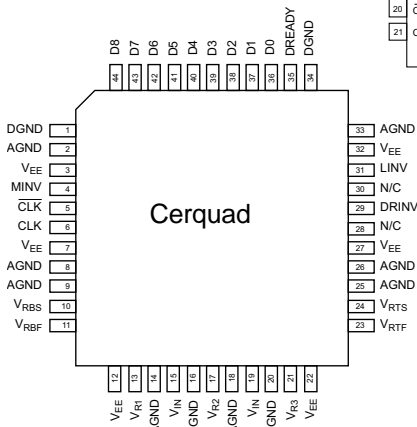 D8 D7 D6 D5 D4 D3 D2 D1 D0 DREADY DGND
44 43 42 41 40 39 38 37 36 35 34
20
21
DGND 1
AGND 2
VEE 3
MINV 4
CLK 5
CLK 6
VEE 7
AGND 8
AGND 9
VRBS 10
VRBF 11
Cerquad
33 AGND
32 VEE
31 LINV
30 N/C
29 DRINV
28 N/C
27 VEE
26 AGND
25 AGND
24 VRTS
23 VRTF
12 13 14 15 16 17 18 19 20 21 22
VEE VR1 AGND VIN GND VR2 AGND VIN GND VR3 VEE